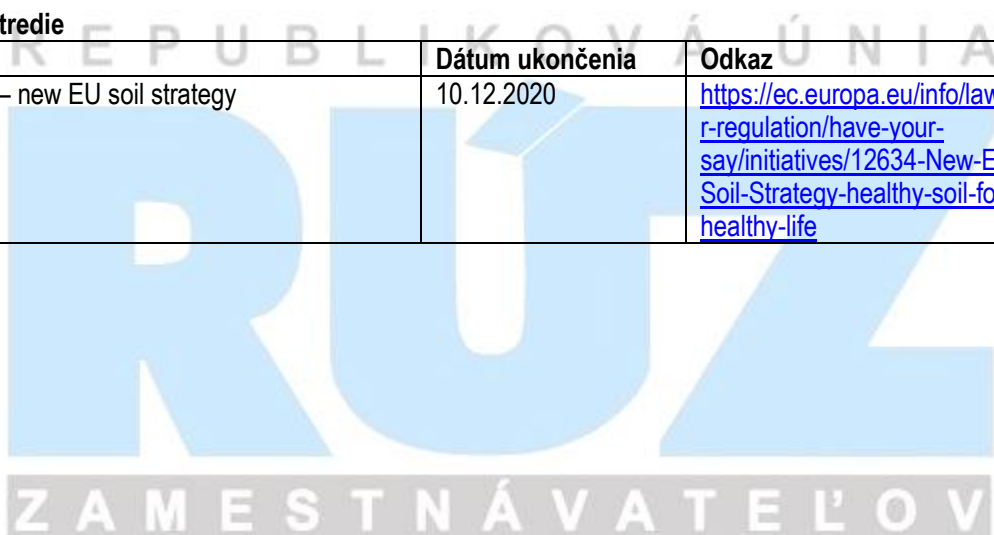 tredie
REPUBLIKOVÁ ÚNIA
Dátum ukončenia Odkaz
– new EU soil strategy 10.12.2020 https://ec.europa.eu/info/law
r-regulation/have-your-
say/initiatives/12634-New-E
Soil-Strategy-healthy-soil-fo
healthy-life
RÚZ
ZAMESTNÁVATEĽOV